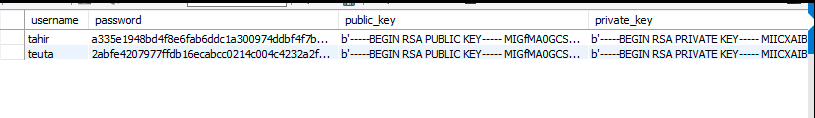 username password public_key private_key
tahir a335e1948bd4f8e6fab6ddc1a300974ddbf4f7b... b'-----BEGIN RSA PUBLIC KEY----- MIGfMA0GCS... b'-----BEGIN RSA PRIVATE KEY----- MIICXAIB
teuta 2abfe4207977ffdb16ecabcc0214c004c4232a2f... b'-----BEGIN RSA PUBLIC KEY----- MIGfMA0GCS... b'-----BEGIN RSA PRIVATE KEY----- MIICXAIB